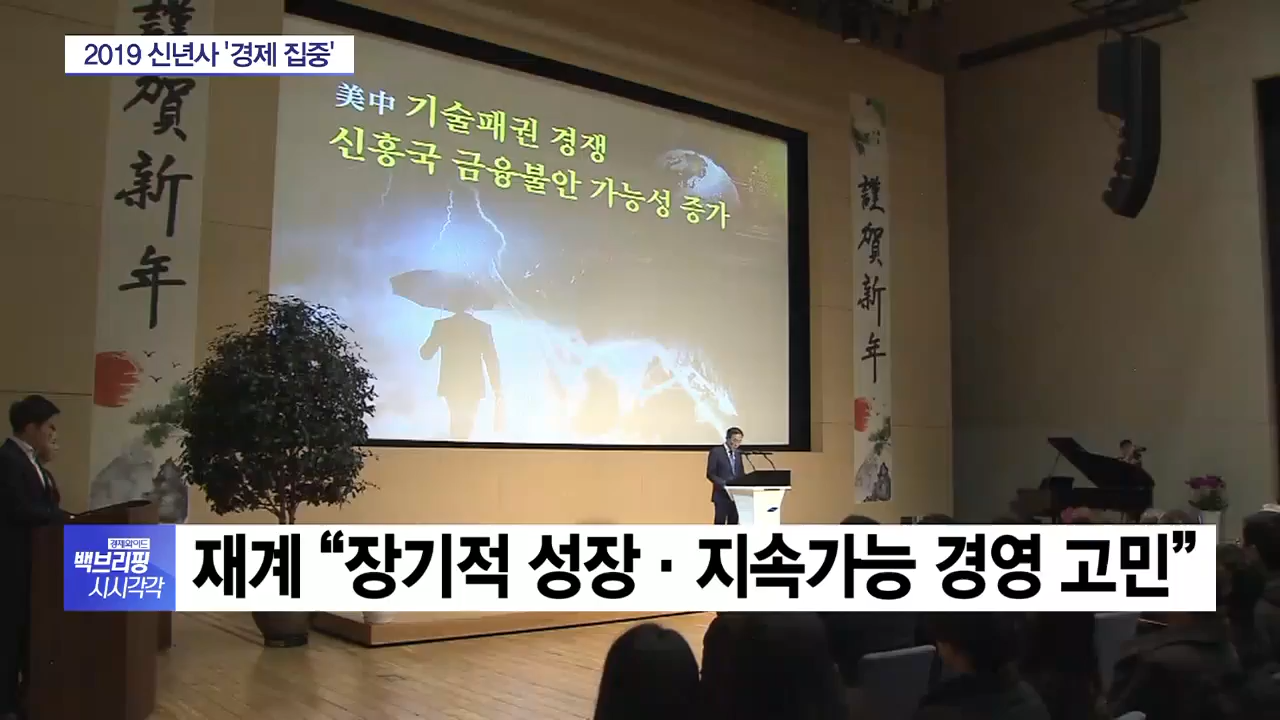 2019 신년사 '경제 집중'
謹賀新年
美中 기술패권 경쟁
신흥국 금융불안 가능성 증가
謹賀新年
경제와이드
백브리핑
시시각각
재계 “장기적 성장·지속가능 경영 고민”